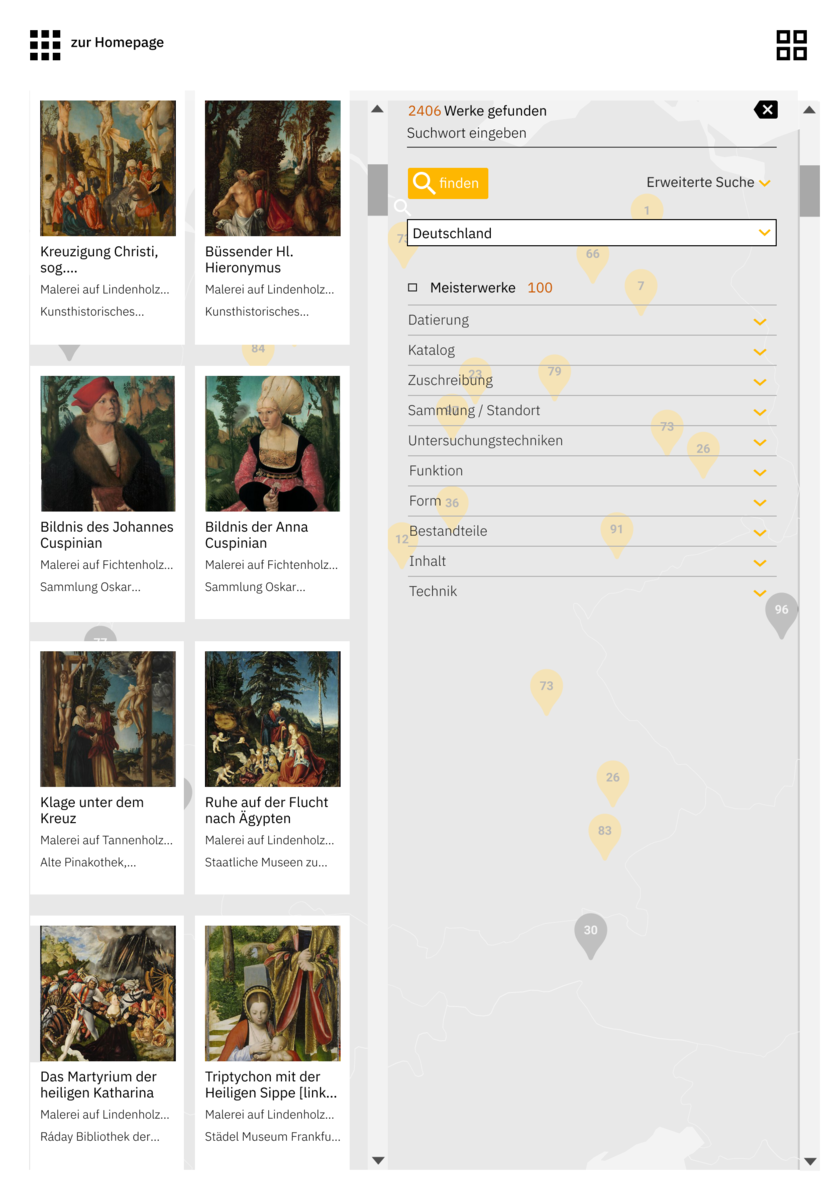 zur Homepage
Kreuzigung Christi,
sog....
Malerei auf Lindenholz...
Kunsthistorisches...
Büssender Hl.
Hieronymus
Malerei auf Lindenholz...
Kunsthistorisches...
84
Bildnis des Johannes
Cuspinian
Malerei auf Fichtenholz...
Sammlung Oskar...
Bildnis der Anna
Cuspinian
Malerei auf Fichtenholz...
Sammlung Oskar...
Klage unter dem
Kreuz
Malerei auf Tannenholz...
Alte Pinakothek,...
Ruhe auf der Flucht
nach Ägypten
Malerei auf Lindenholz...
Staatliche Museen zu...
Das Martyrium der
heiligen Katharina
Malerei auf Lindenholz...
Ráday Bibliothek der...
Triptychon mit der
Heiligen Sippe [link...
Malerei auf Lindenholz...
Städel Museum Frankfu...
2406 Werke gefunden
Suchwort eingeben
finden
Erweiterte Suche
1
Deutschland
66
7
Meisterwerke 100
Datierung
Katalog
23
79
Zuschreibung
Sammlung / Standort
73
Untersuchungstechniken
26
Funktion
Form
36
91
12
Bestandteile
Inhalt
Technik
96
73
26
83
30